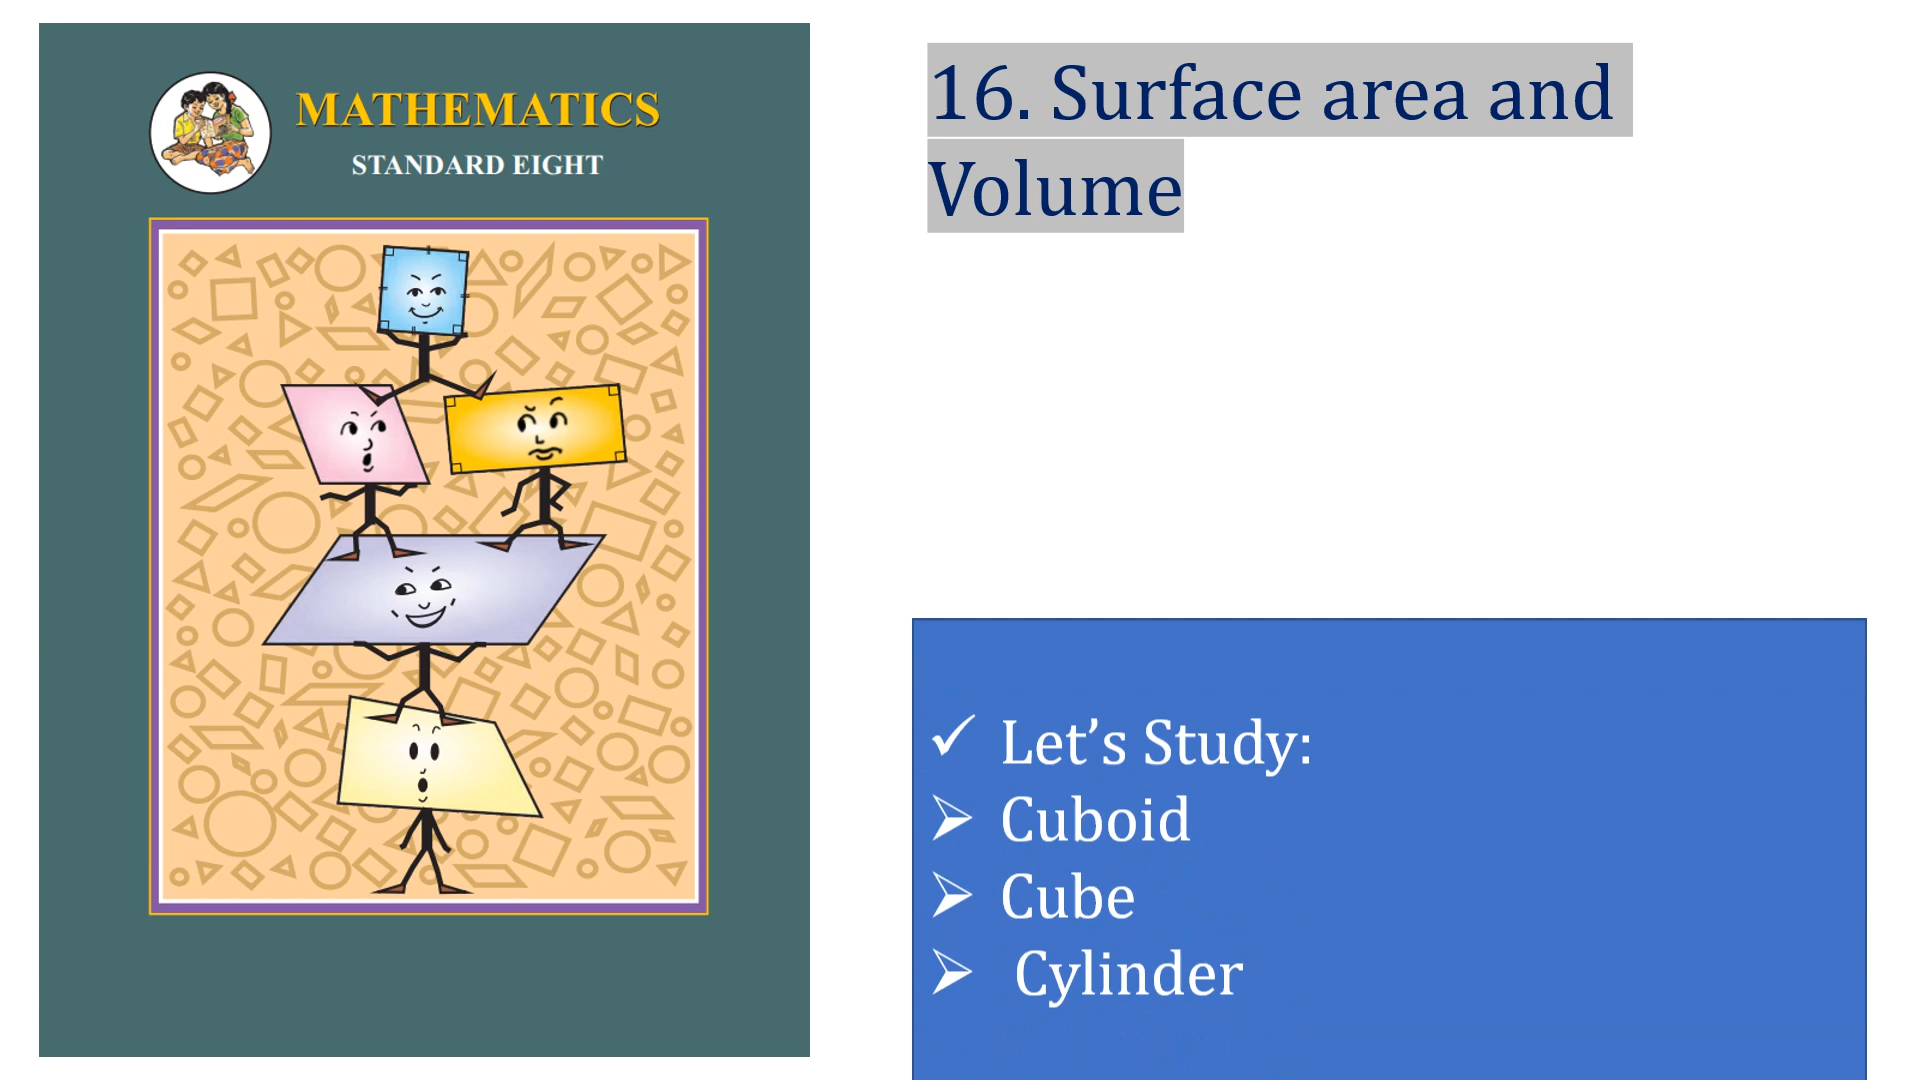 MATHEMATICS
STANDARD EIGHT
16. Surface area and
Volume
✓ Let’s Study:
➢ Cuboid
➢ Cube
➢ Cylinder